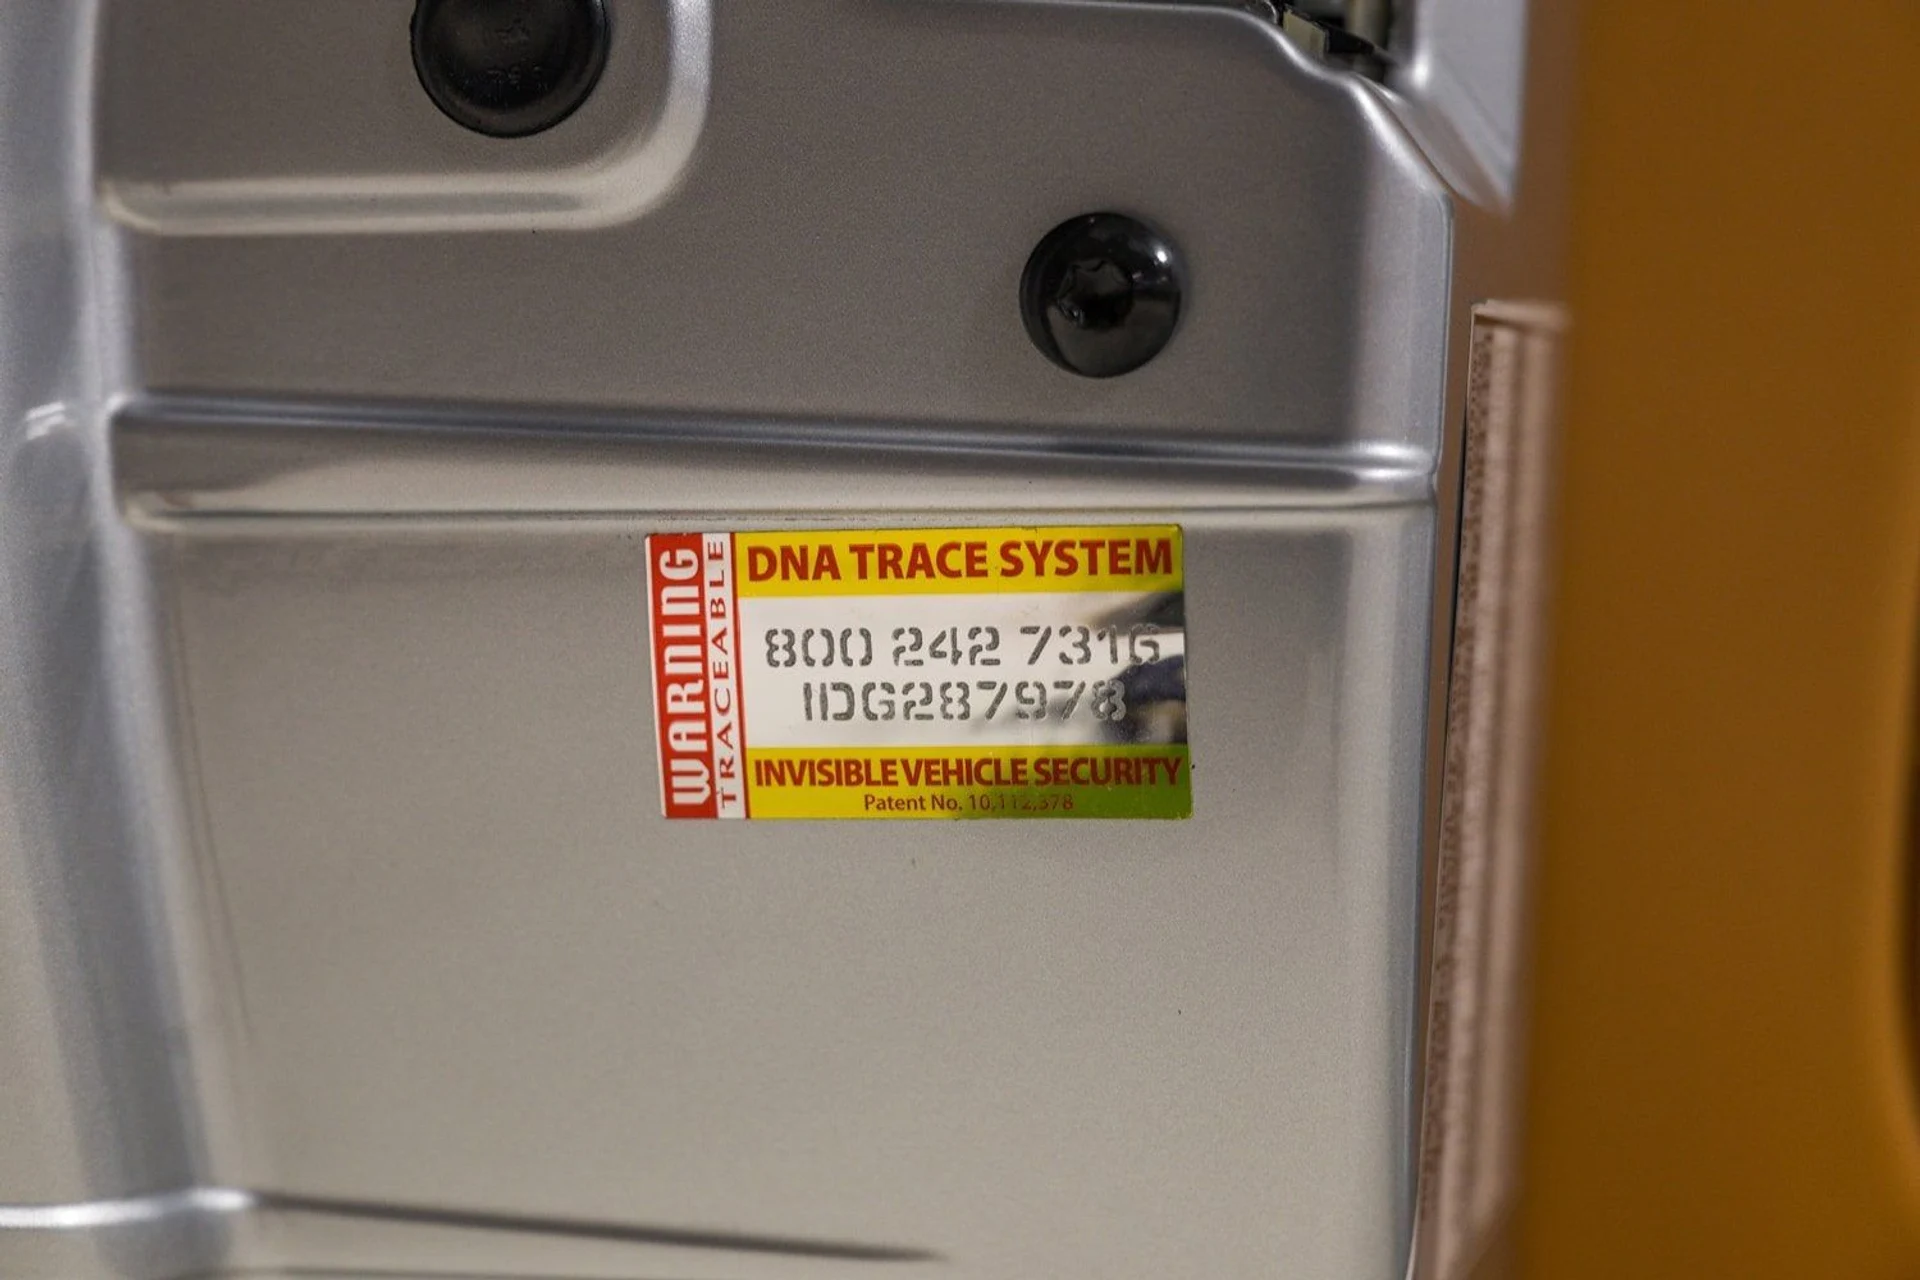 WARNING
TRACEABLE
DNA TRACE SYSTEM
800 242 7316
IDG287978
INVISIBLE VEHICLE SECURITY
Patent No. 10,112,378